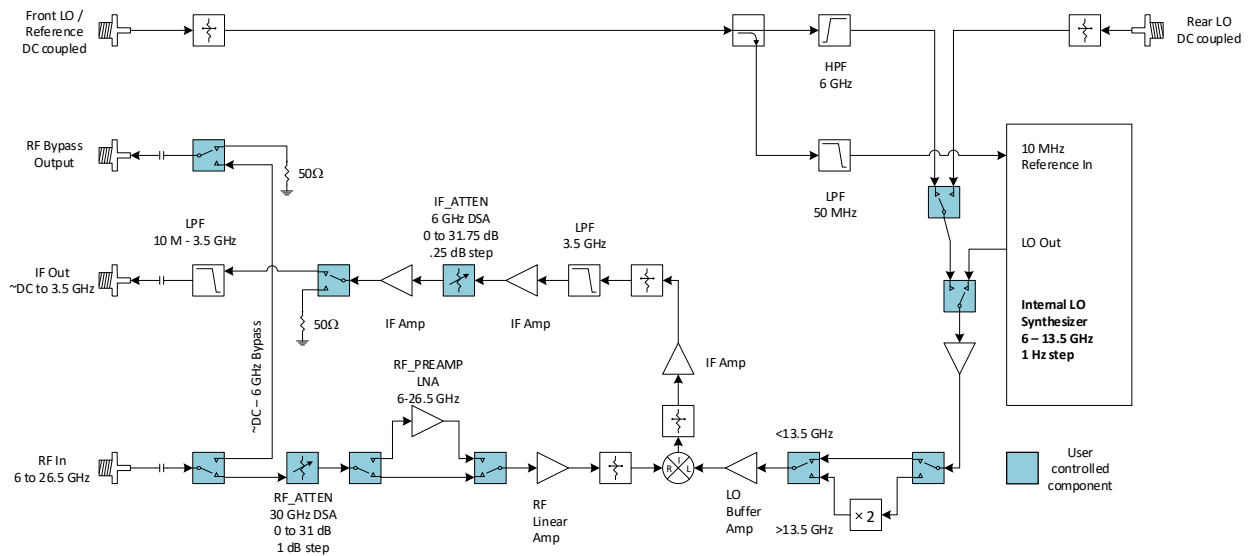 Front LO /
Reference
DC coupled
Rear LO
DC coupled
HPF
6 GHz
RF Bypass
Output
50Ω
LPF
50 MHz
10 MHz
Reference In
LO Out
Internal LO
Synthesizer
6 – 13.5 GHz
1 Hz step
IF_ATTEN
6 GHz DSA
0 to 31.75 dB
.25 dB step
LPF
10 M - 3.5 GHz
LPF
3.5 GHz
IF Out
~DC to 3.5 GHz
50Ω
IF Amp
IF Amp
IF Amp
~DC – 6 GHz Bypass
RF_PREAMP
LNA
6-26.5 GHz
RF In
6 to 26.5 GHz
RF_ATTEN
30 GHz DSA
0 to 31 dB
1 dB step
RF
Linear
Amp
R
I
L
LO
Buffer
Amp
<13.5 GHz
>13.5 GHz
× 2
User
controlled
component